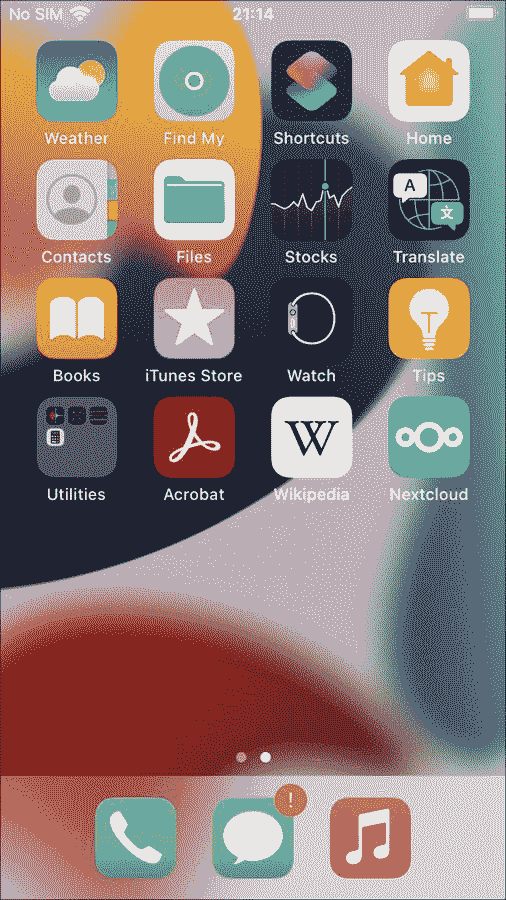 No SIM 21:14
Weather Find My Shortcuts Home
A 文
Contacts Files Stocks Translate
Books iTunes Store Watch Tips
W
Utilities Acrobat Wikipedia Nextcloud
!